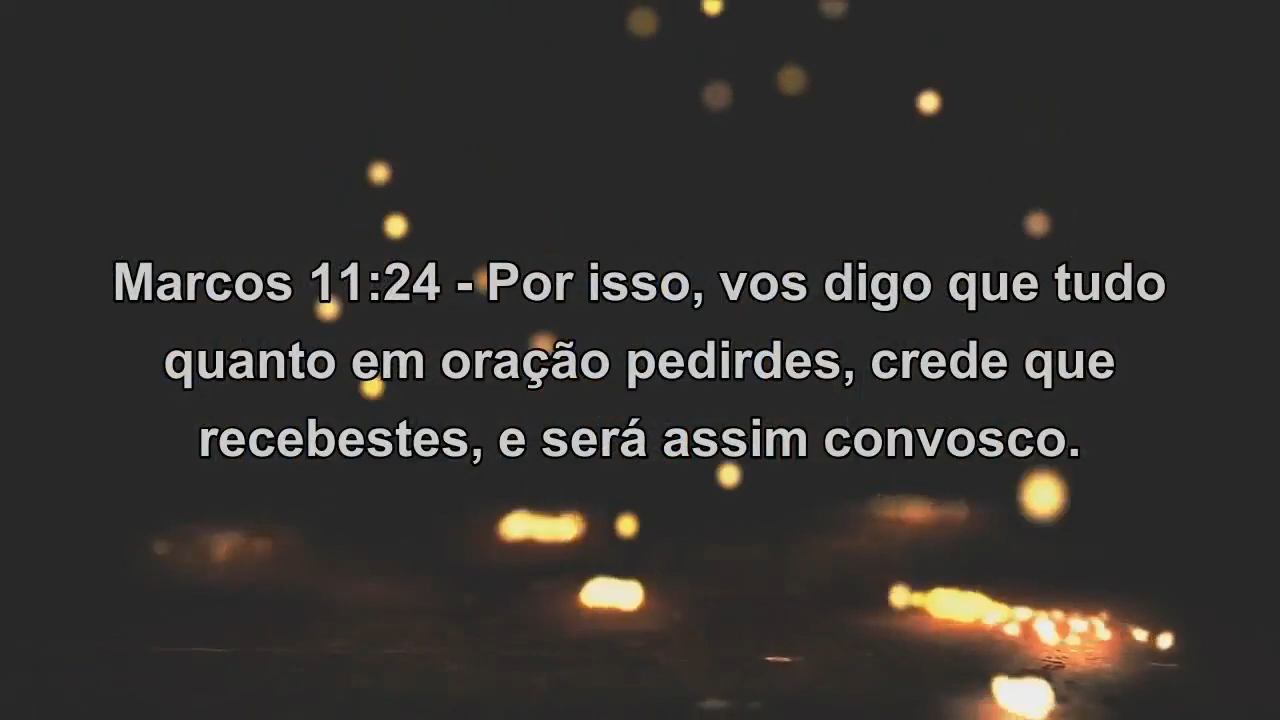 Marcos 11:24 - Por isso, vos digo que tudo
quanto em oração pedirdes, crede que
recebestes, e será assim convosco.